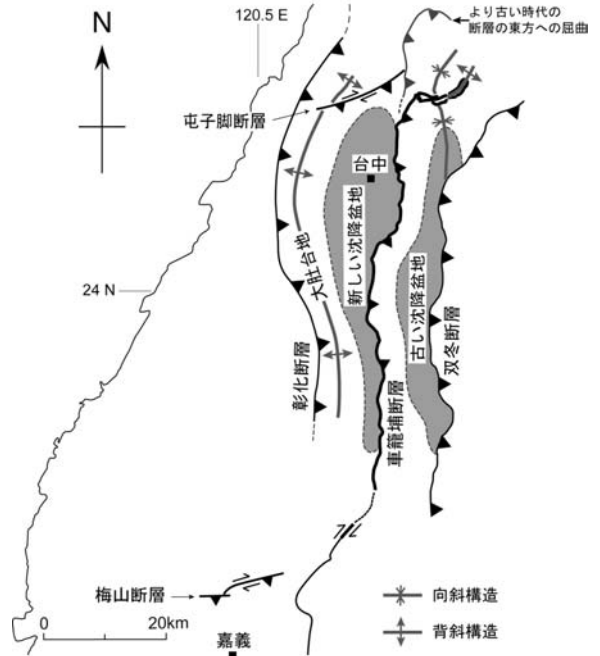 120.5 E
より古い時代の
断層の東方への屈曲
N
屯子脚断層
台中
新しい沈降盆地
大肚台地
24 N
古い沈降盆地
双冬断層
彰化断層
車籠埔断層
梅山断層
向斜構造
背斜構造
0
20km
嘉義